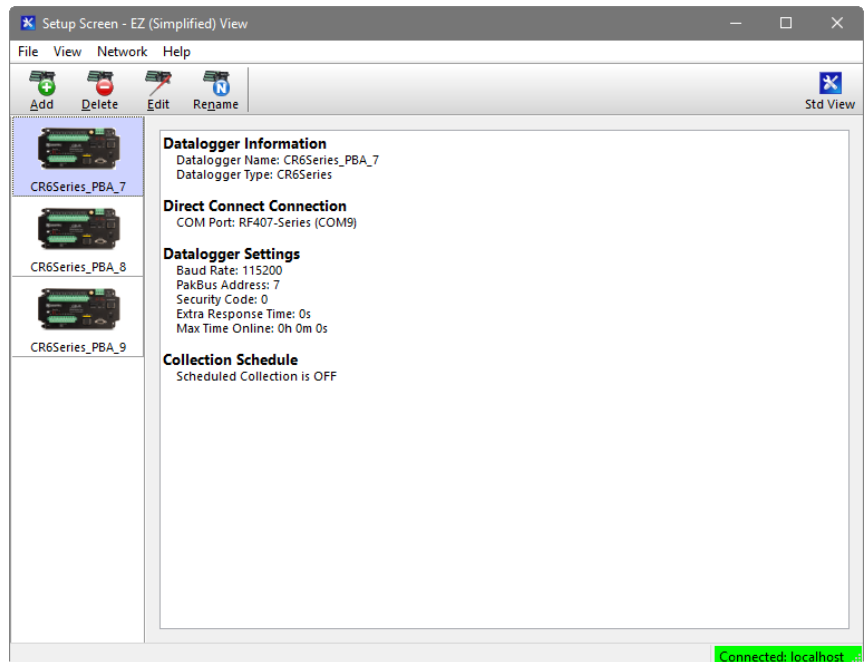 Setup Screen - EZ (Simplified) View
File View Network Help
Add Delete Edit Rename Std View
CR6Series_PBA_7
CR6Series_PBA_8
CR6Series_PBA_9
Datalogger Information
Datalogger Name: CR6Series_PBA_7
Datalogger Type: CR6Series
Direct Connect Connection
COM Port: RF407-Series (COM9)
Datalogger Settings
Baud Rate: 115200
PakBus Address: 7
Security Code: 0
Extra Response Time: 0s
Max Time Online: 0h 0m 0s
Collection Schedule
Scheduled Collection is OFF
Connected: localhost